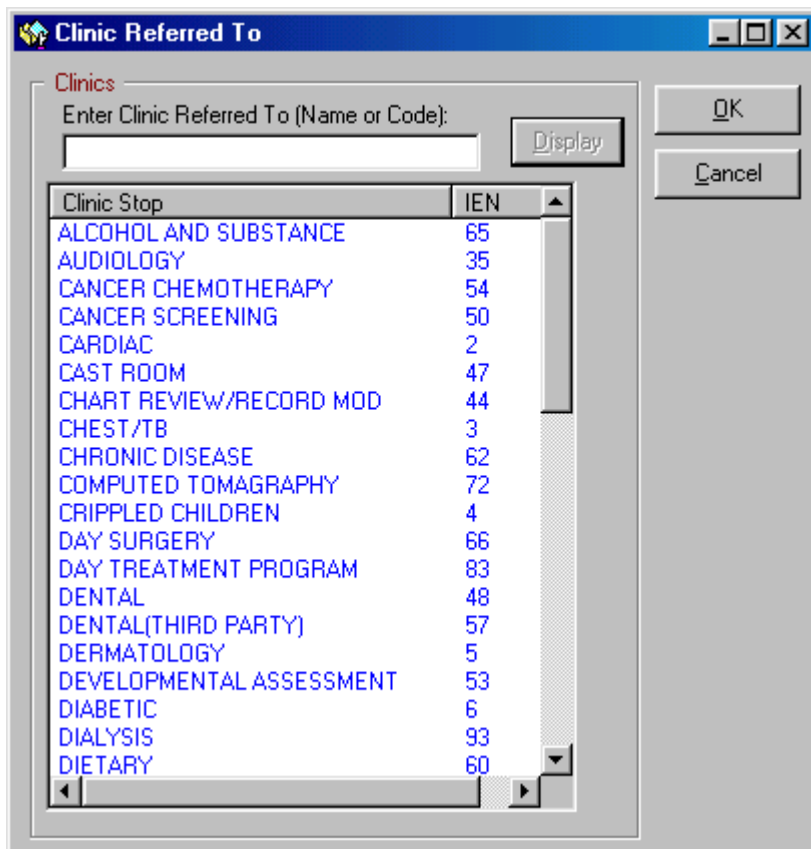 Clinic Referred To
Clinics
Enter Clinic Referred To (Name or Code):
Display
OK
Cancel
Clinic Stop IEN
ALCOHOL AND SUBSTANCE 65
AUDIOLOGY 35
CANCER CHEMOTHERAPY 54
CANCER SCREENING 50
CARDIAC 2
CAST ROOM 47
CHART REVIEW/RECORD MOD 44
CHEST/TB 3
CHRONIC DISEASE 62
COMPUTED TOMAGRAPHY 72
CRIPPLED CHILDREN 4
DAY SURGERY 66
DAY TREATMENT PROGRAM 83
DENTAL 48
DENTAL(THIRD PARTY) 57
DERMATOLOGY 5
DEVELOPMENTAL ASSESSMENT 53
DIABETIC 6
DIALYSIS 93
DIETARY 60